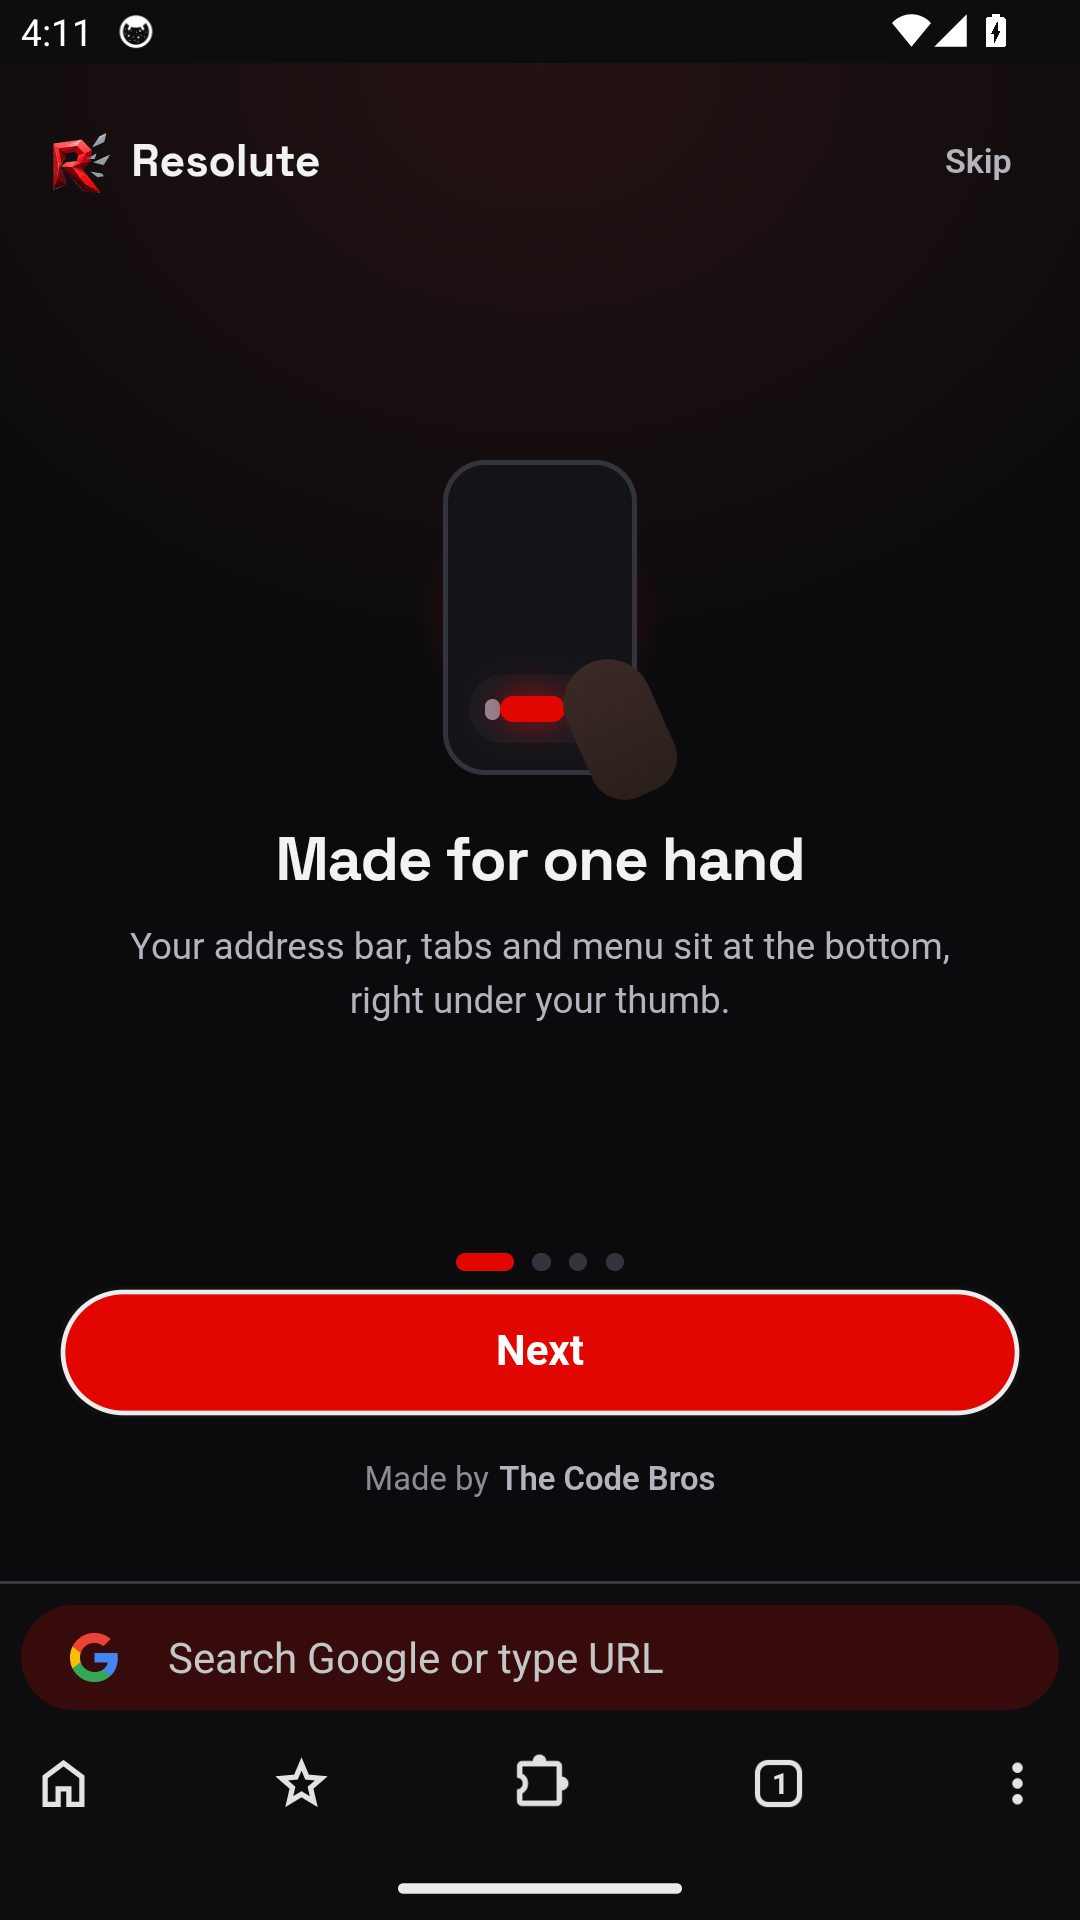 4:11
Resolute
Skip
Made for one hand
Your address bar, tabs and menu sit at the bottom,
right under your thumb.
Next
Made by The Code Bros
Search Google or type URL
1